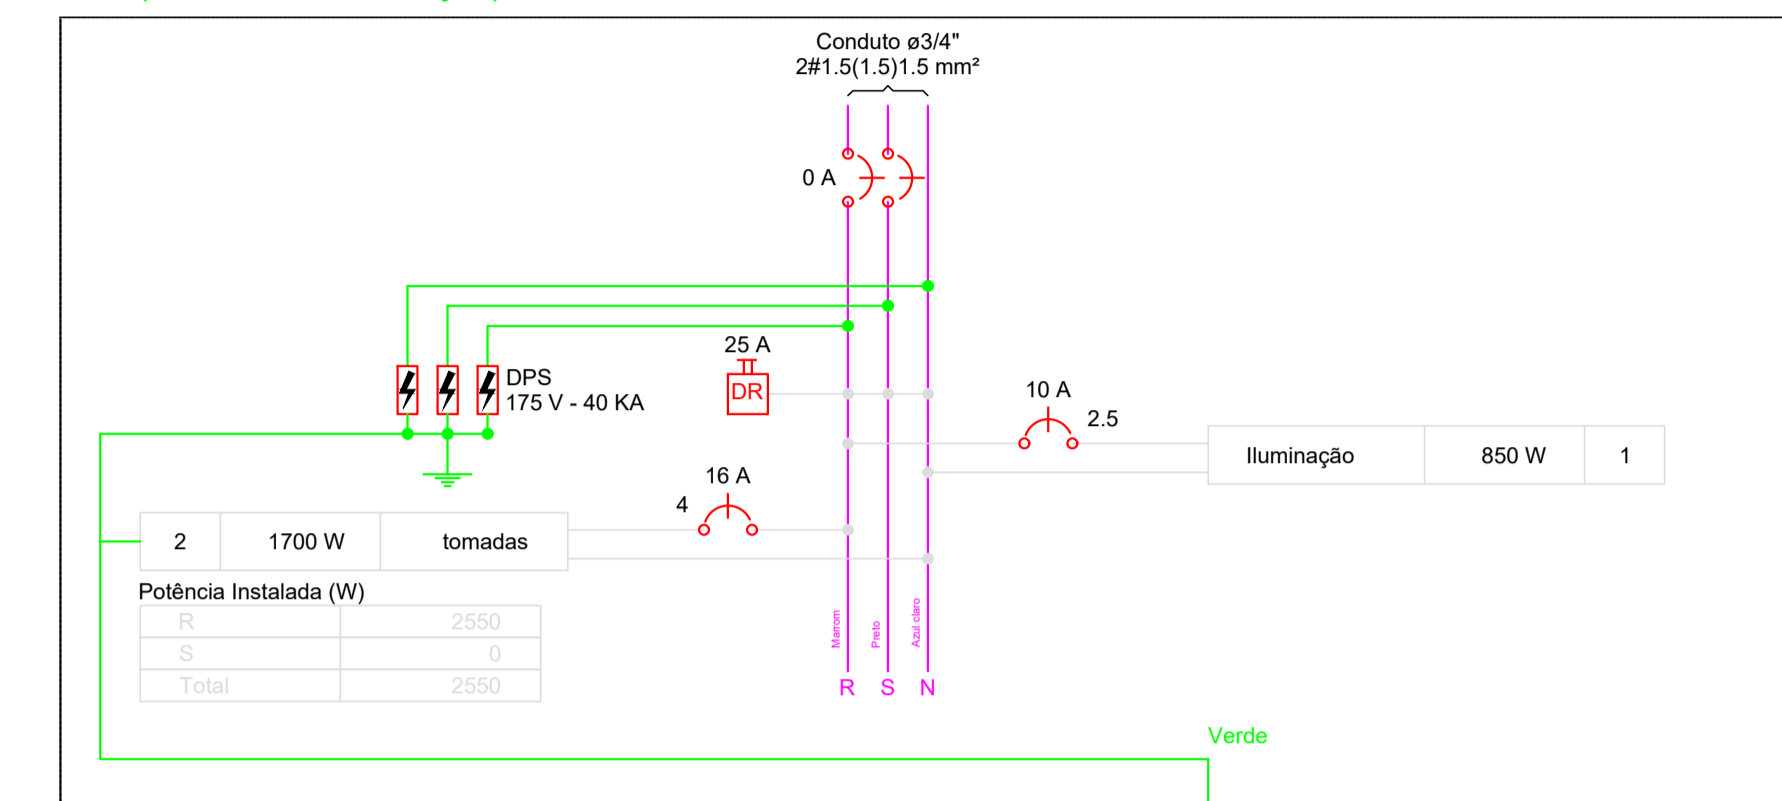 Conduto ø3/4"
2#1.5(1.5)1.5 mm²
0 A
25 A
DR
DPS
175 V - 40 KA
10 A
2.5
Iluminação 850 W 1
16 A
4
2 1700 W tomadas
Potência Instalada (W)
R 2550
S 0
Total 2550
Marrom
Preto
Azul claro
R S N
Verde